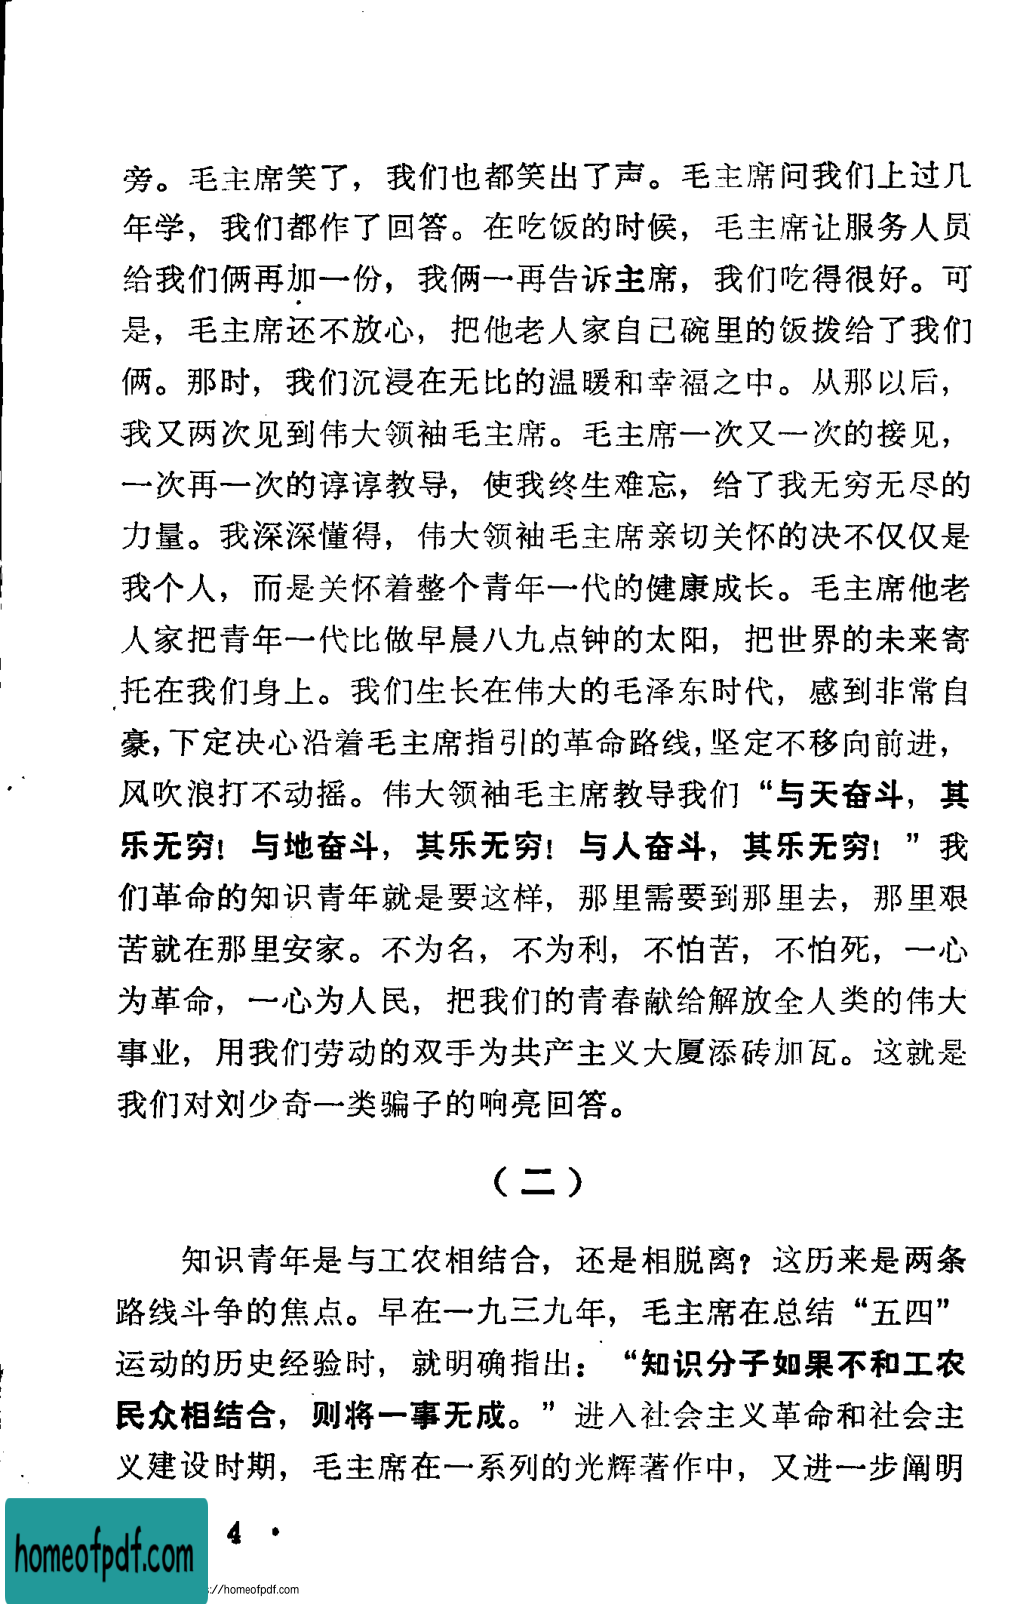 旁。毛主席笑了，我们也都笑出了声。毛主席问我们上过几
年学，我们都作了回答。在吃饭的时候，毛主席让服务人员
给我们俩再加一份，我俩一再告诉主席，我们吃得很好。可
是，毛主席还不放心，把他老人家自己碗里的饭拨给了我们
俩。那时，我们沉浸在无比的温暖和幸福之中。从那以后，
我又两次见到伟大领袖毛主席。毛主席一次又一次的接见，
一次再一次的谆谆教导，使我终生难忘，给了我无穷无尽的
力量。我深深懂得，伟大领袖毛主席亲切关怀的决不仅仅是
我个人，而是关怀着整个青年一代的健康成长。毛主席他老
人家把青年一代比做早晨八九点钟的太阳，把世界的未来寄
托在我们身上。我们生长在伟大的毛泽东时代，感到非常自
豪，下定决心沿着毛主席指引的革命路线，坚定不移向前进，
风吹浪打不动摇。伟大领袖毛主席教导我们“与天奋斗，其
乐无穷！与地奋斗，其乐无穷！与人奋斗，其乐无穷！”我
们革命的知识青年就是要这样，那里需要到那里去，那里艰
苦就在那里安家。不为名，不为利，不怕苦，不怕死，一心
为革命，一心为人民，把我们的青春献给解放全人类的伟大
事业，用我们劳动的双手为共产主义大厦添砖加瓦。这就是
我们对刘少奇一类骗子的响亮回答。
（二）
知识青年是与工农相结合，还是相脱离？这历来是两条
路线斗争的焦点。早在一九三九年，毛主席在总结“五四”
运动的历史经验时，就明确指出：“知识分子如果不和工农
民众相结合，则将一事无成。”进入社会主义革命和社会主
义建设时期，毛主席在一系列的光辉著作中，又进一步阐明
4 ·
homeofpdf.com
://homeofpdf.com